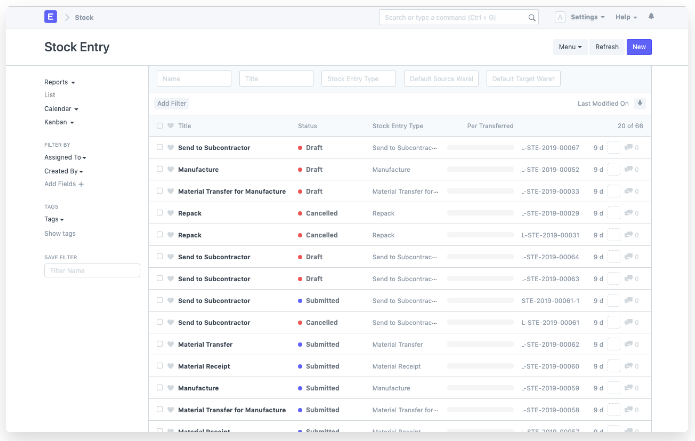 E Stock Search or type a command (Ctrl + G) A Settings Help
Stock Entry Menu Refresh New
Reports
List
Calendar
Kanban
FILTER BY
Assigned To
Created By
Add Fields +
TAGS
Tags
Show tags
SAVE FILTER
Filter Name
Name Title Stock Entry Type Default Source Wareh Default Target Wareh
Add Filter Last Modified On
Title Status Stock Entry Type Per Transferred 20 of 66
Send to Subcontractor Draft Send to Subcontrac... L-STE-2019-00067 9 d 0
Manufacture Draft Manufacture L-STE-2019-00052 9 d 0
Material Transfer for Manufacture Draft Material Transfer for... L-STE-2019-00033 9 d 0
Repack Cancelled Repack L-STE-2019-00029 9 d 0
Repack Cancelled Repack L-STE-2019-00031 9 d 0
Send to Subcontractor Draft Send to Subcontrac... L-STE-2019-00064 9 d 0
Send to Subcontractor Draft Send to Subcontrac... L-STE-2019-00063 9 d 0
Send to Subcontractor Submitted Send to Subcontrac... STE-2019-00061-1 9 d 0
Send to Subcontractor Cancelled Send to Subcontrac... L-STE-2019-00061 9 d 0
Material Transfer Submitted Material Transfer L-STE-2019-00062 9 d 0
Material Receipt Submitted Material Receipt L-STE-2019-00060 9 d 0
Manufacture Submitted Manufacture L-STE-2019-00059 9 d 0
Material Transfer for Manufacture Submitted Material Transfer for... L-STE-2019-00058 9 d 0
Material Receipt Submitted Material Receipt L-STE-2019-00057 9 d 0